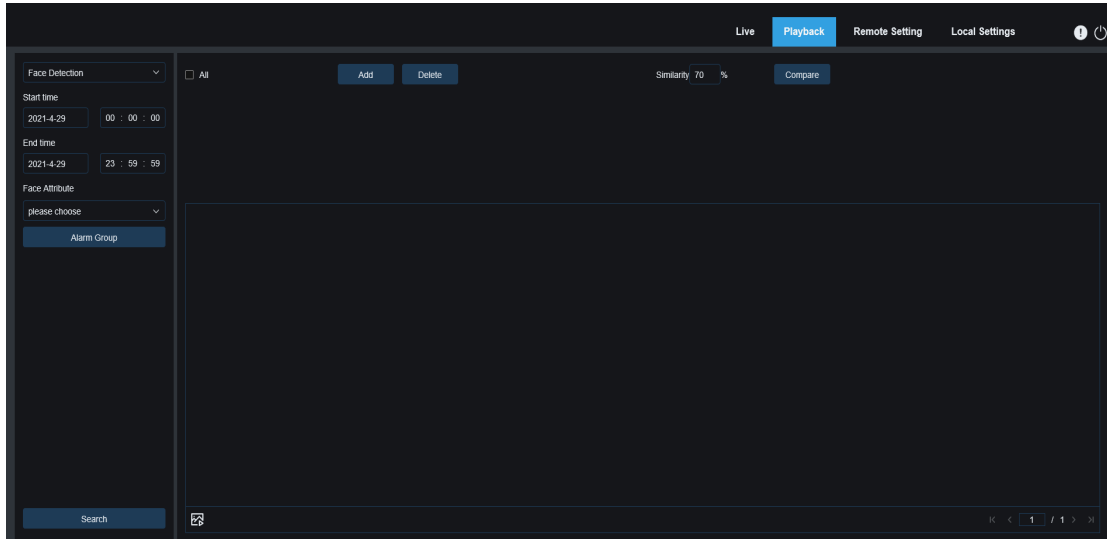 Live Playback Remote Setting Local Settings
Face Detection
All Add Delete Similarity 70 % Compare
Start time
2021-4-29 00 : 00 : 00
End time
2021-4-29 23 : 59 : 59
Face Attribute
please choose
Alarm Group
Search
1 / 1